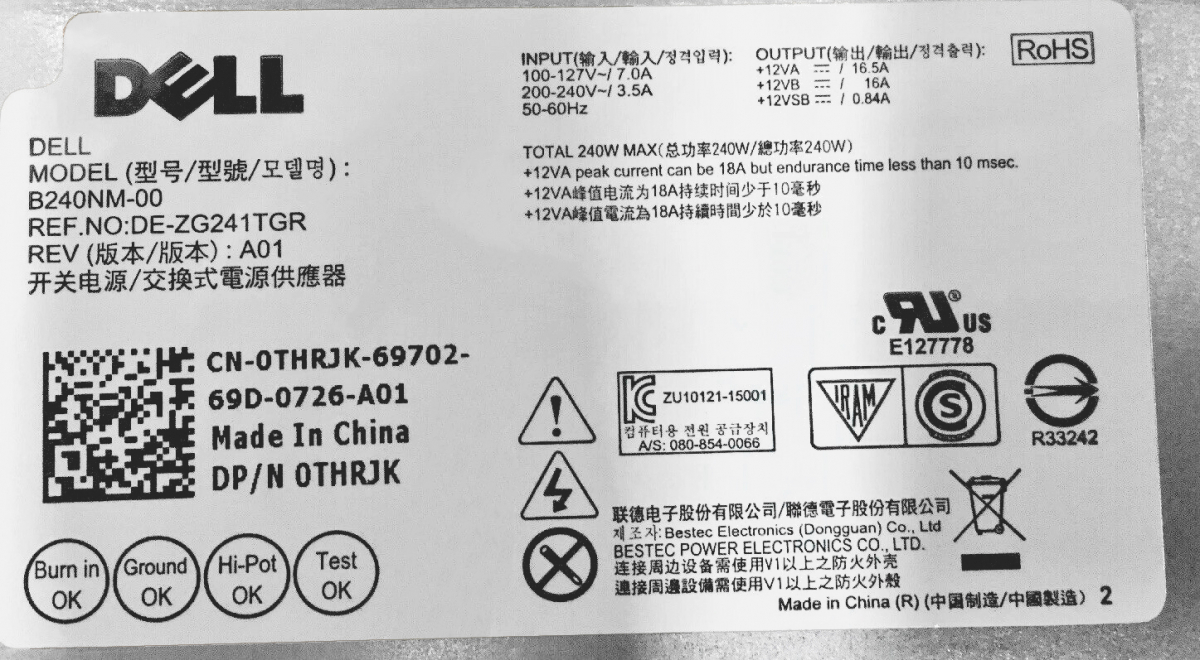 DELL
DELL
MODEL (型号/型號/모델명) :
B240NM-00
REF.NO:DE-ZG241TGR
REV (版本/版本) : A01
开关电源/交換式電源供應器
INPUT(输入/輸入/정격입력):
100-127V~/ 7.0A
200-240V~/ 3.5A
50-60Hz
OUTPUT(输出/輸出/정격출력):
+12VA ⎓ / 16.5A
+12VB ⎓ / 16A
+12VSB ⎓ / 0.84A
RoHS
TOTAL 240W MAX(总功率240W/總功率240W)
+12VA peak current can be 18A but endurance time less than 10 msec.
+12VA峰值电流为18A持续时间少于10毫秒
+12VA峰值電流為18A持續時間少於10毫秒
CN-0THRJK-69702-
69D-0726-A01
Made In China
DP/N 0THRJK
Burn in
OK
Ground
OK
Hi-Pot
OK
Test
OK
c RU ® US
E127778
KC ZU10121-15001
컴퓨터용 전원 공급장치
A/S: 080-854-0066
IRAM
S
R33242
联德电子股份有限公司/聯德電子股份有限公司
제조자: Bestec Electronics (Dongguan) Co., Ltd
BESTEC POWER ELECTRONICS CO., LTD.
连接周边设备需使用V1以上之防火外壳
連接周邊設備需使用V1以上之防火外殼
Made in China (R) (中国制造/中國製造) 2